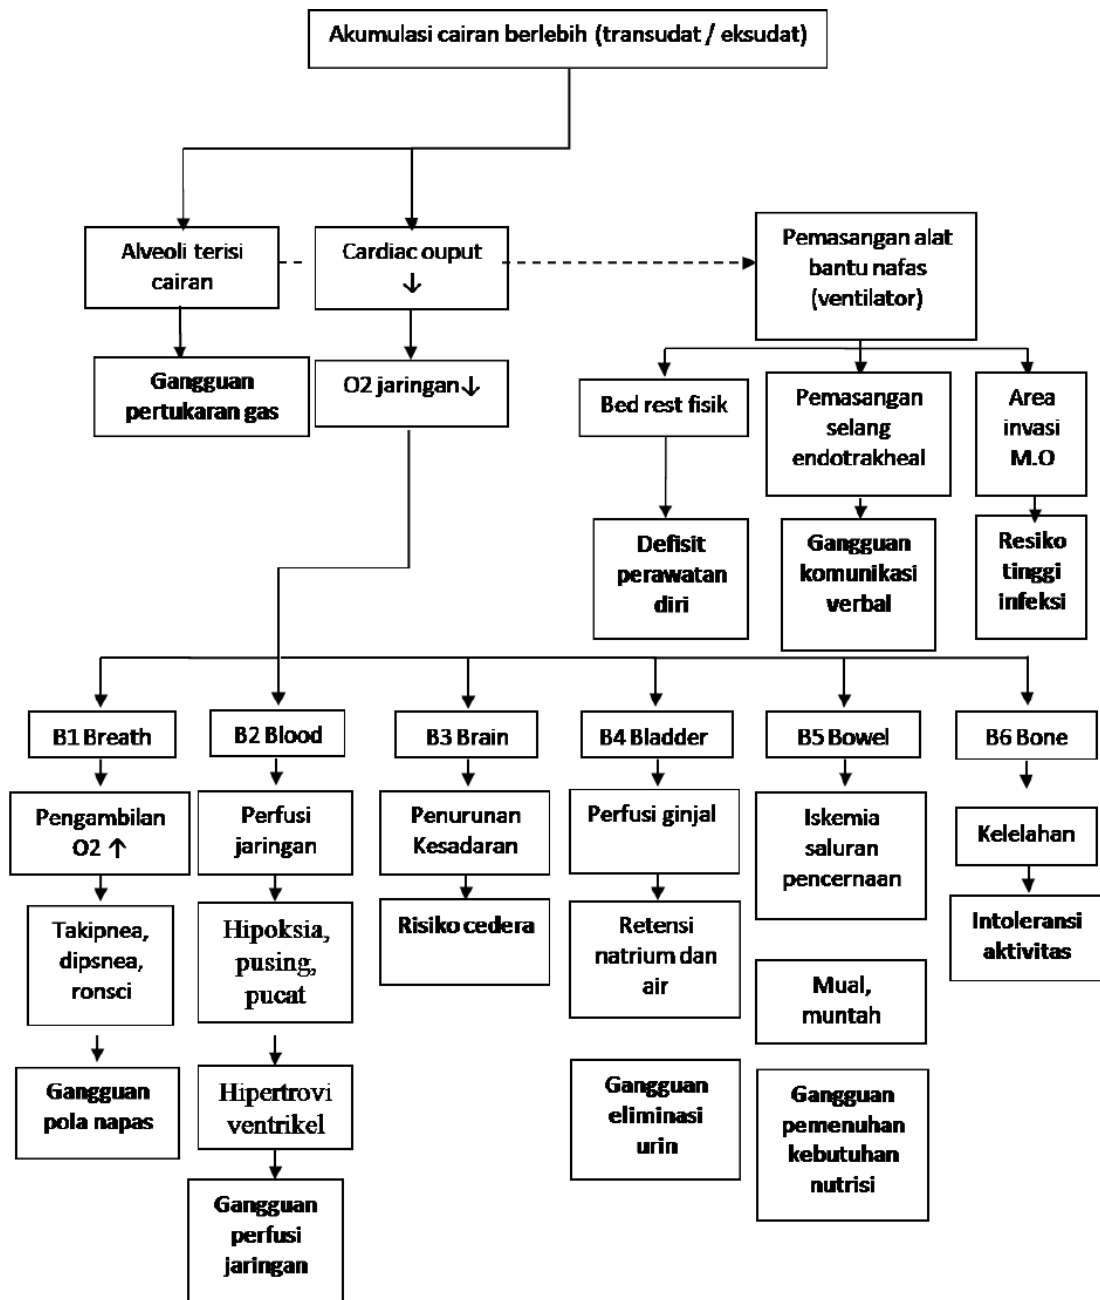 Akumulasi cairan berlebih (transudat / eksudat)
Alveoli terisi
cairan
Cardiac ouput
↓
Pemasangan alat
bantu nafas
(ventilator)
Gangguan
pertukaran gas
O2 jaringan↓
Bed rest fisik
Pemasangan
selang
endotrakheal
Area
invasi
M.O
Defisit
perawatan
diri
Gangguan
komunikasi
verbal
Resiko
tinggi
infeksi
B1 Breath
B2 Blood
B3 Brain
B4 Bladder
B5 Bowel
B6 Bone
Pengambilan
O2 ↑
Perfusi
jaringan
Penurunan
Kesadaran
Perfusi ginjal
Iskemia
saluran
pencernaan
Kelelahan
Takipnea,
dipsnea,
ronsci
Hipoksia,
pusing,
pucat
Risiko cedera
Retensi
natrium dan
air
Mual,
muntah
Intoleransi
aktivitas
Gangguan
pola napas
Hipertrovi
ventrikel
Gangguan
eliminasi
urin
Gangguan
pemenuhan
kebutuhan
nutrisi
Gangguan
perfusi
jaringan